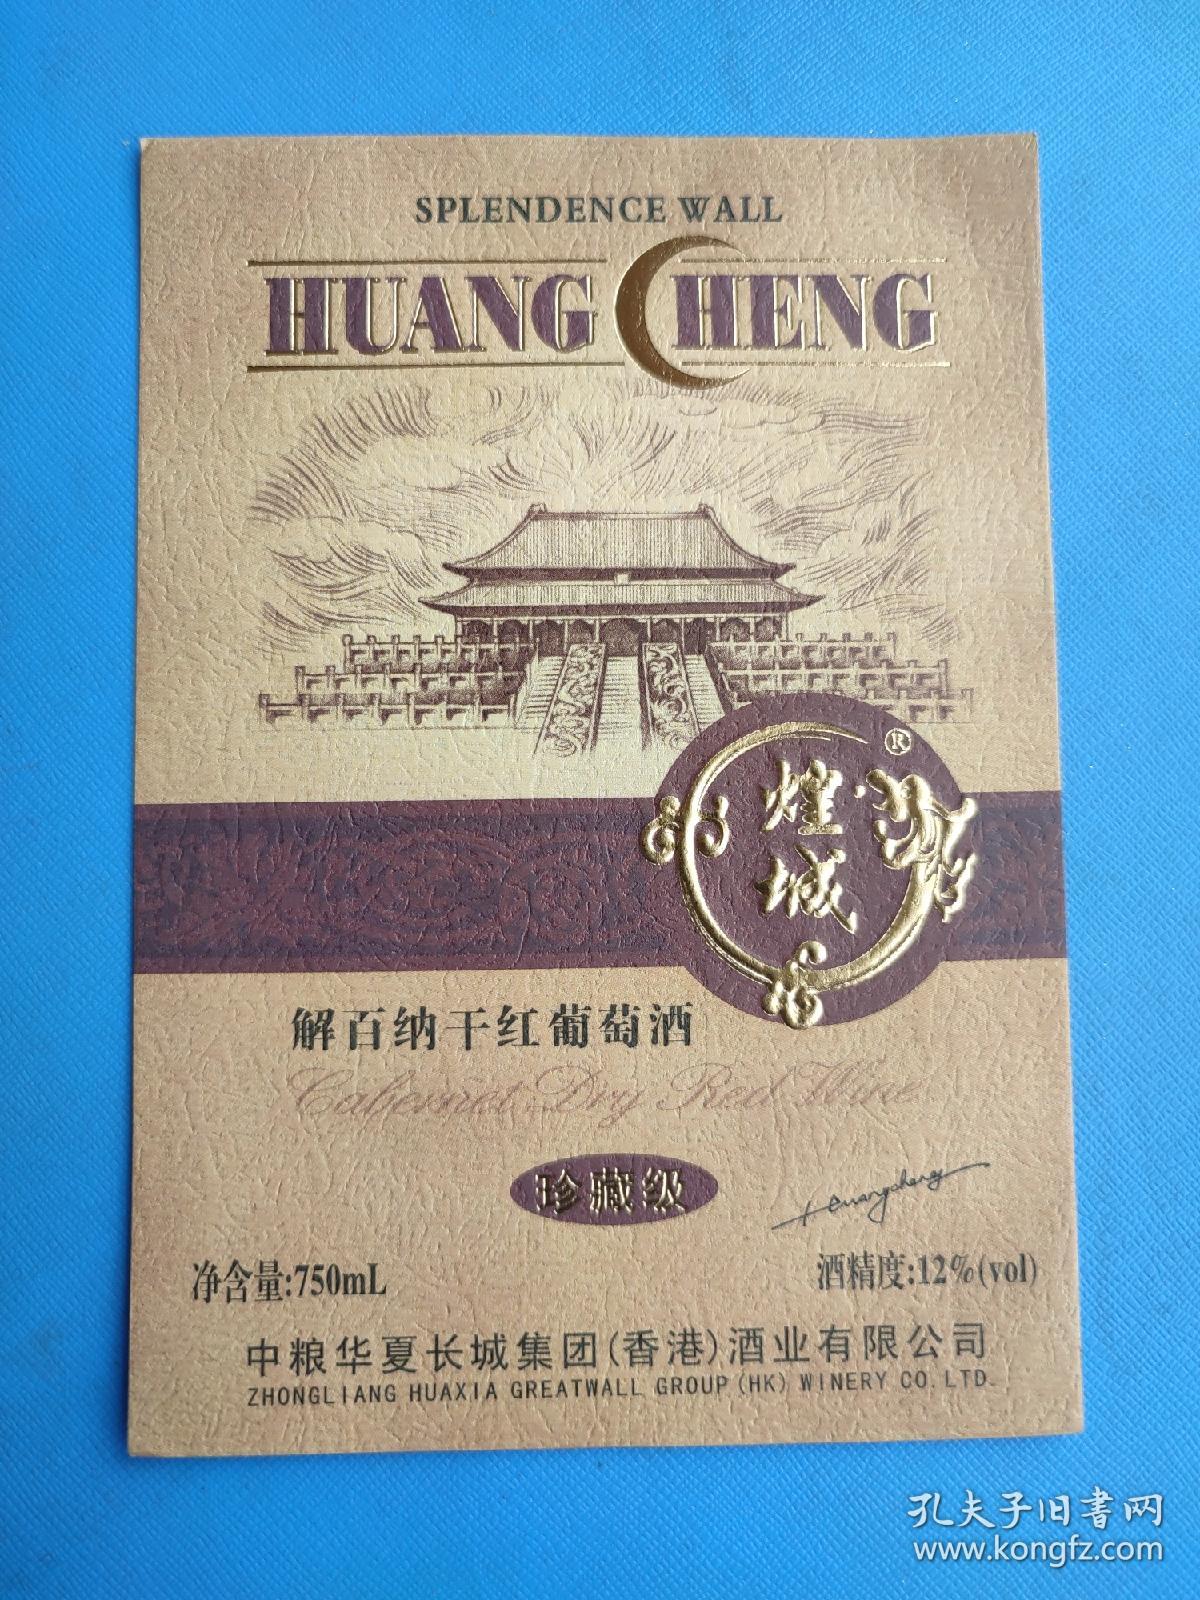 SPLENDENCE WALL
HUANG CHENG
®
煌
城
解百纳干红葡萄酒
Cabernet Dry Red Wine
珍藏级
Huangcheng
净含量:750mL
酒精度:12%(vol)
中粮华夏长城集团(香港)酒业有限公司
ZHONGLIANG HUAXIA GREATWALL GROUP (HK) WINERY CO.LTD.
孔夫子旧书网
www.kongfz.com